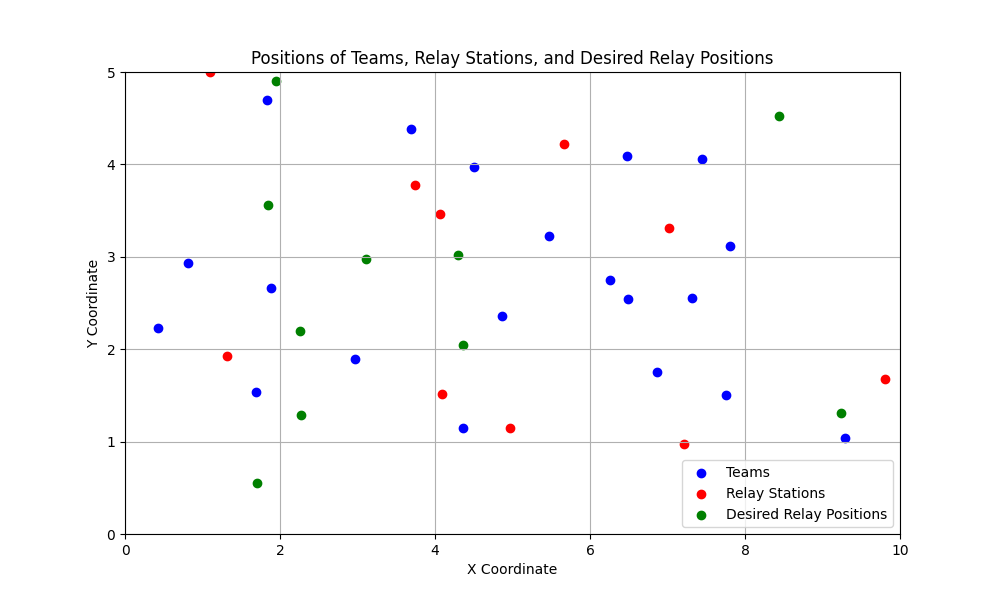 Positions of Teams, Relay Stations, and Desired Relay Positions
5
4
3
2
1
0
Y Coordinate
Teams
Relay Stations
Desired Relay Positions
0 2 4 6 8 10
X Coordinate